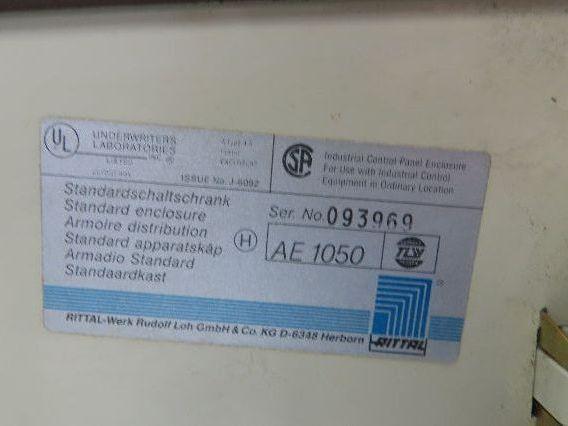 UL
UNDERWRITERS
LABORATORIES
INC. ®
LISTED
ISSUE No. J-6092
SA
Industrial Control Panel Enclosure
For Use with Industrial Control
Equipment in Ordinary Location
Standardschaltschrank
Standard enclosure
Armoire distribution
Standard apparatskåp
Armadio Standard
Standaardkast
Ser. No. 093969
H
AE 1050
®
RITTAL-Werk Rudolf Loh GmbH & Co. KG D-6348 Herborn
RITTAL